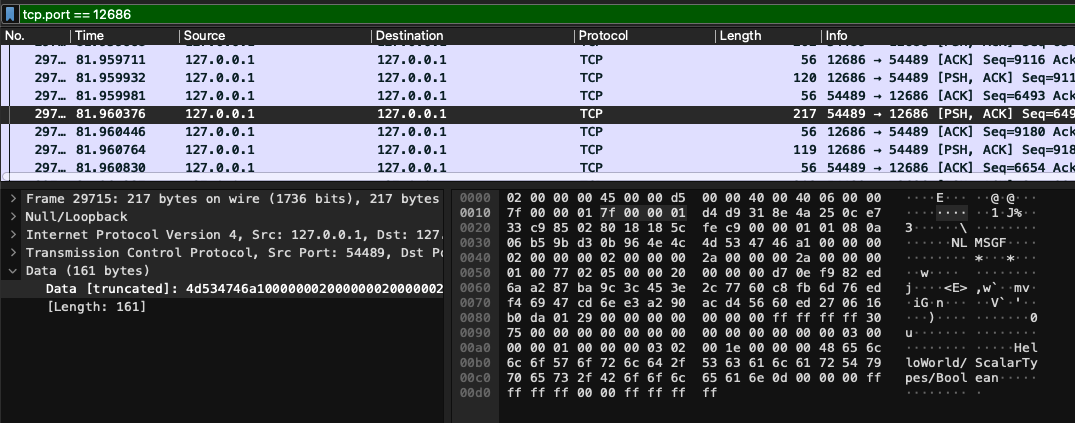 tcp.port == 12686
No. Time Source Destination Protocol Length Info
297… 81.959711 127.0.0.1 127.0.0.1 TCP 56 12686 → 54489 [ACK] Seq=9116 Ack
297… 81.959932 127.0.0.1 127.0.0.1 TCP 120 12686 → 54489 [PSH, ACK] Seq=911
297… 81.959981 127.0.0.1 127.0.0.1 TCP 56 54489 → 12686 [ACK] Seq=6493 Ack
297… 81.960376 127.0.0.1 127.0.0.1 TCP 217 54489 → 12686 [PSH, ACK] Seq=649
297… 81.960446 127.0.0.1 127.0.0.1 TCP 56 12686 → 54489 [ACK] Seq=9180 Ack
297… 81.960764 127.0.0.1 127.0.0.1 TCP 119 12686 → 54489 [PSH, ACK] Seq=918
297… 81.960830 127.0.0.1 127.0.0.1 TCP 56 54489 → 12686 [ACK] Seq=6654 Ack
Frame 29715: 217 bytes on wire (1736 bits), 217 bytes
Null/Loopback
Internet Protocol Version 4, Src: 127.0.0.1, Dst: 127.
Transmission Control Protocol, Src Port: 54489, Dst Po
Data (161 bytes)
Data [truncated]: 4d534746a1000000020000000200000002
[Length: 161]
0000 02 00 00 00 45 00 00 d5 00 00 40 00 40 06 00 00 ····E··· ··@·@···
0010 7f 00 00 01 7f 00 00 01 d4 d9 31 8e 4a 25 0c e7 ········ ··1·J%··
0020 33 c9 85 02 80 18 18 5c fe c9 00 00 01 01 08 0a 3······\ ········
0030 06 b5 9b d3 0b 96 4e 4c 4d 53 47 46 a1 00 00 00 ······NL MSGF····
0040 02 00 00 00 02 00 00 00 2a 00 00 00 2a 00 00 00 ········ *···*···
0050 01 00 77 02 05 00 00 20 00 00 00 00 d7 0e f9 82 ed
0060 6a a2 87 ba 9c 3c 45 3e 2c 77 60 c8 fb 6d 76 ed j····<E> ,w`··mv·
0070 f4 69 47 cd 6e e3 a2 90 ac d4 56 60 ed 27 06 16 ·iG·n··· ··V`·'··
0080 b0 da 01 29 00 00 00 00 00 00 00 ff ff ff ff 30 ···)···· ·······0
0090 75 00 00 00 00 00 00 00 00 00 00 00 00 00 03 00 u······· ········
00a0 00 00 01 00 00 00 03 02 00 1e 00 00 00 48 65 6c ········ ·····Hel
00b0 6c 6f 57 6f 72 6c 64 2f 53 63 61 6c 61 72 54 79 loWorld/ ScalarTy
00c0 70 65 73 2f 42 6f 6f 6c 65 61 6e 0d 00 00 00 ff pes/Bool ean·····
00d0 ff ff ff 00 00 ff ff ff ff ········ ·